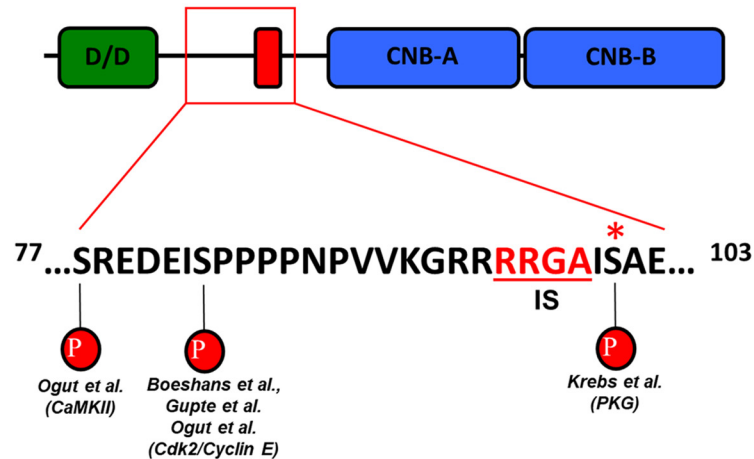 D/D CNB-A CNB-B
*
77 ...SREDEISPPPPNPVVKGRRRRGAISAE... 103
IS
P P P
Ogut et al.
(CaMKII)
Boeshans et al.,
Gupte et al.
Ogut et al.
(Cdk2/Cyclin E)
Krebs et al.
(PKG)